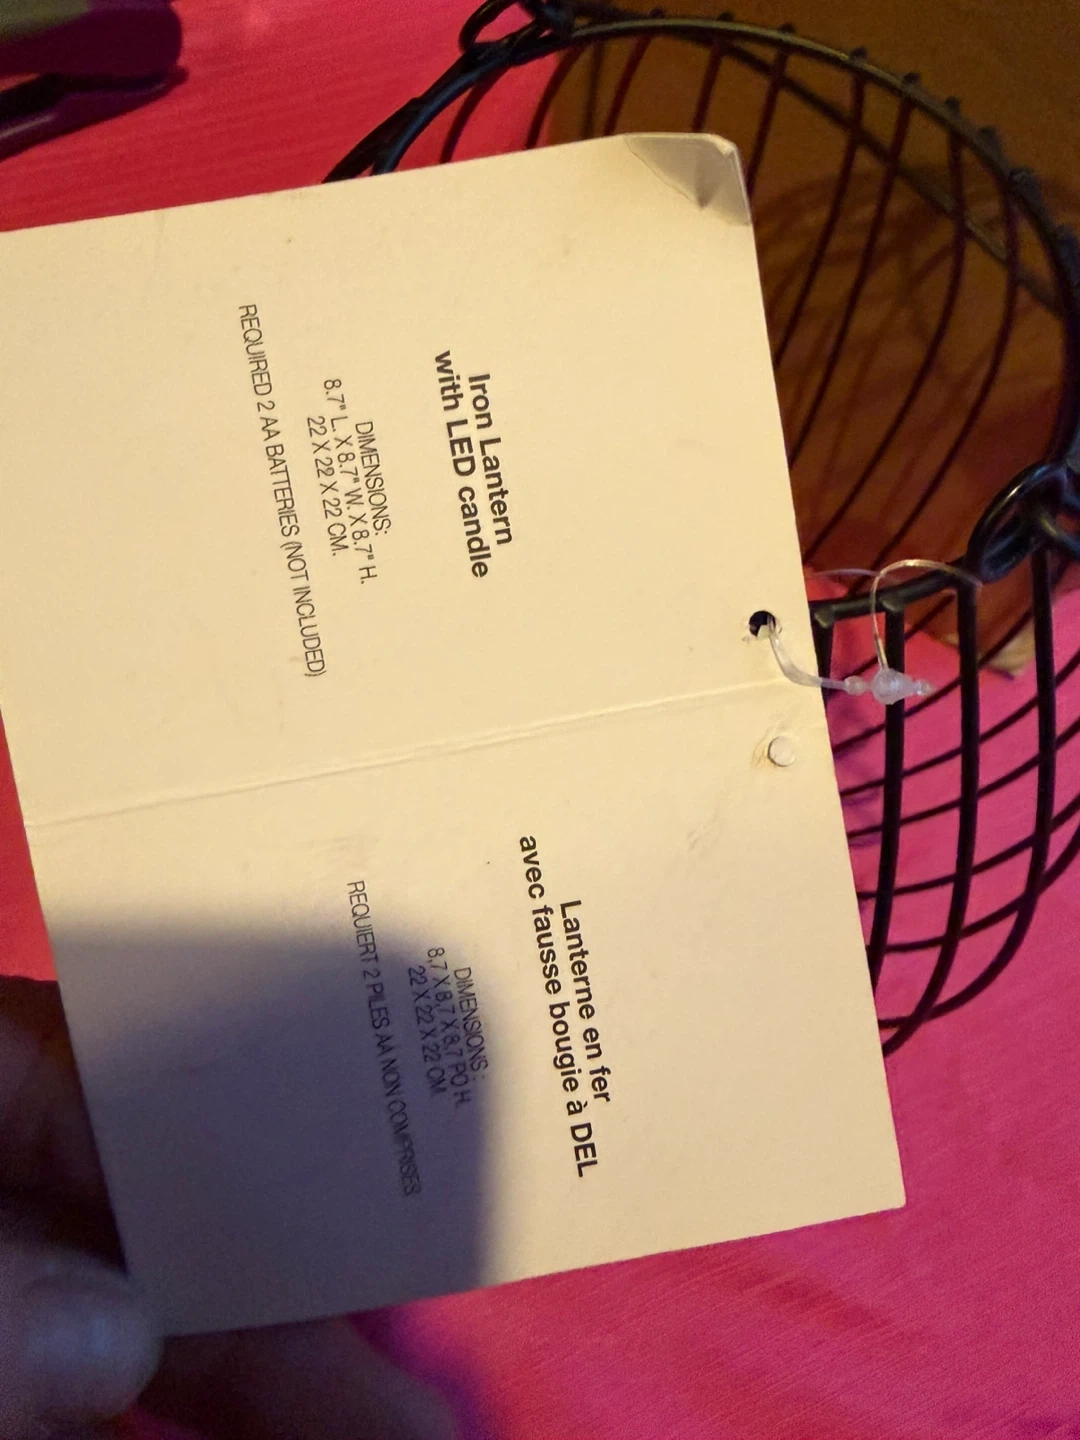 Iron Lantern
with LED candle
DIMENSIONS:
8.7" L. X 8.7" W. X 8.7" H.
22 X 22 X 22 CM.
REQUIRED 2 AA BATTERIES (NOT INCLUDED)
Lanterne en fer
avec fausse bougie à DEL
DIMENSIONS :
8,7 X 8,7 X 8,7 PO H.
22 X 22 X 22 CM.
REQUIERT 2 PILES AA NON COMPRISES